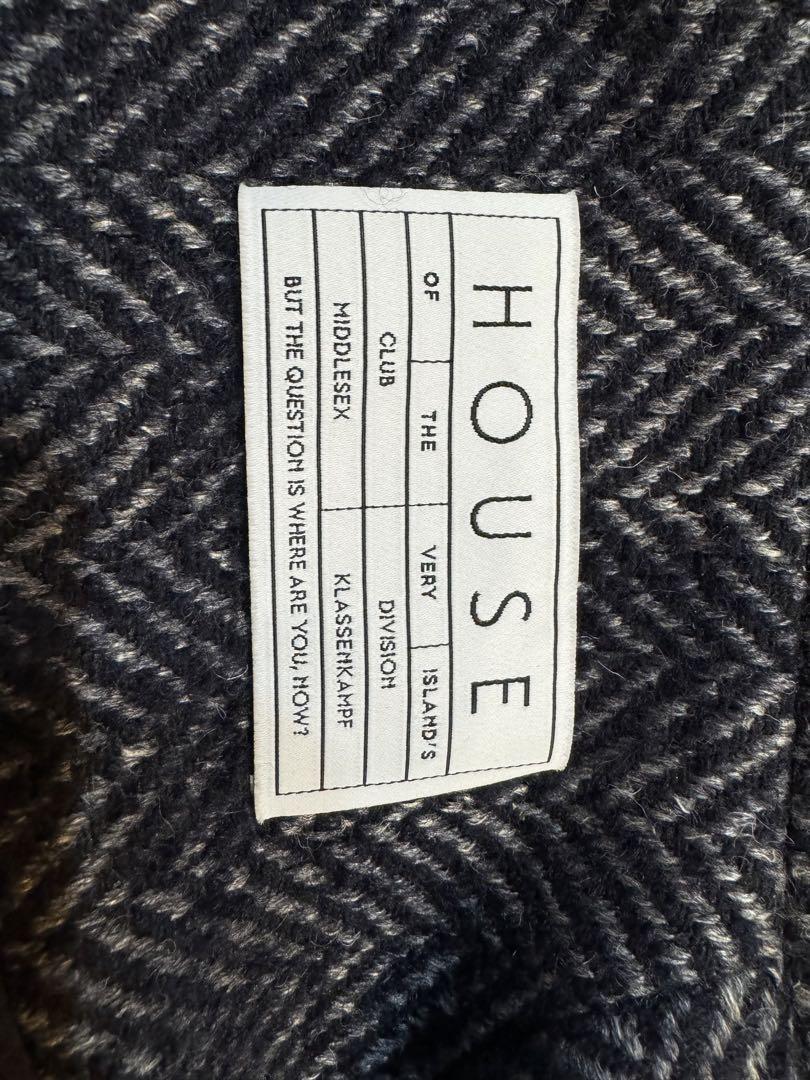 HOUSE
OF THE VERY ISLAND'S
CLUB DIVISION
MIDDLESEX KLASSENKAMPF
BUT THE QUESTION IS WHERE ARE YOU, NOW?